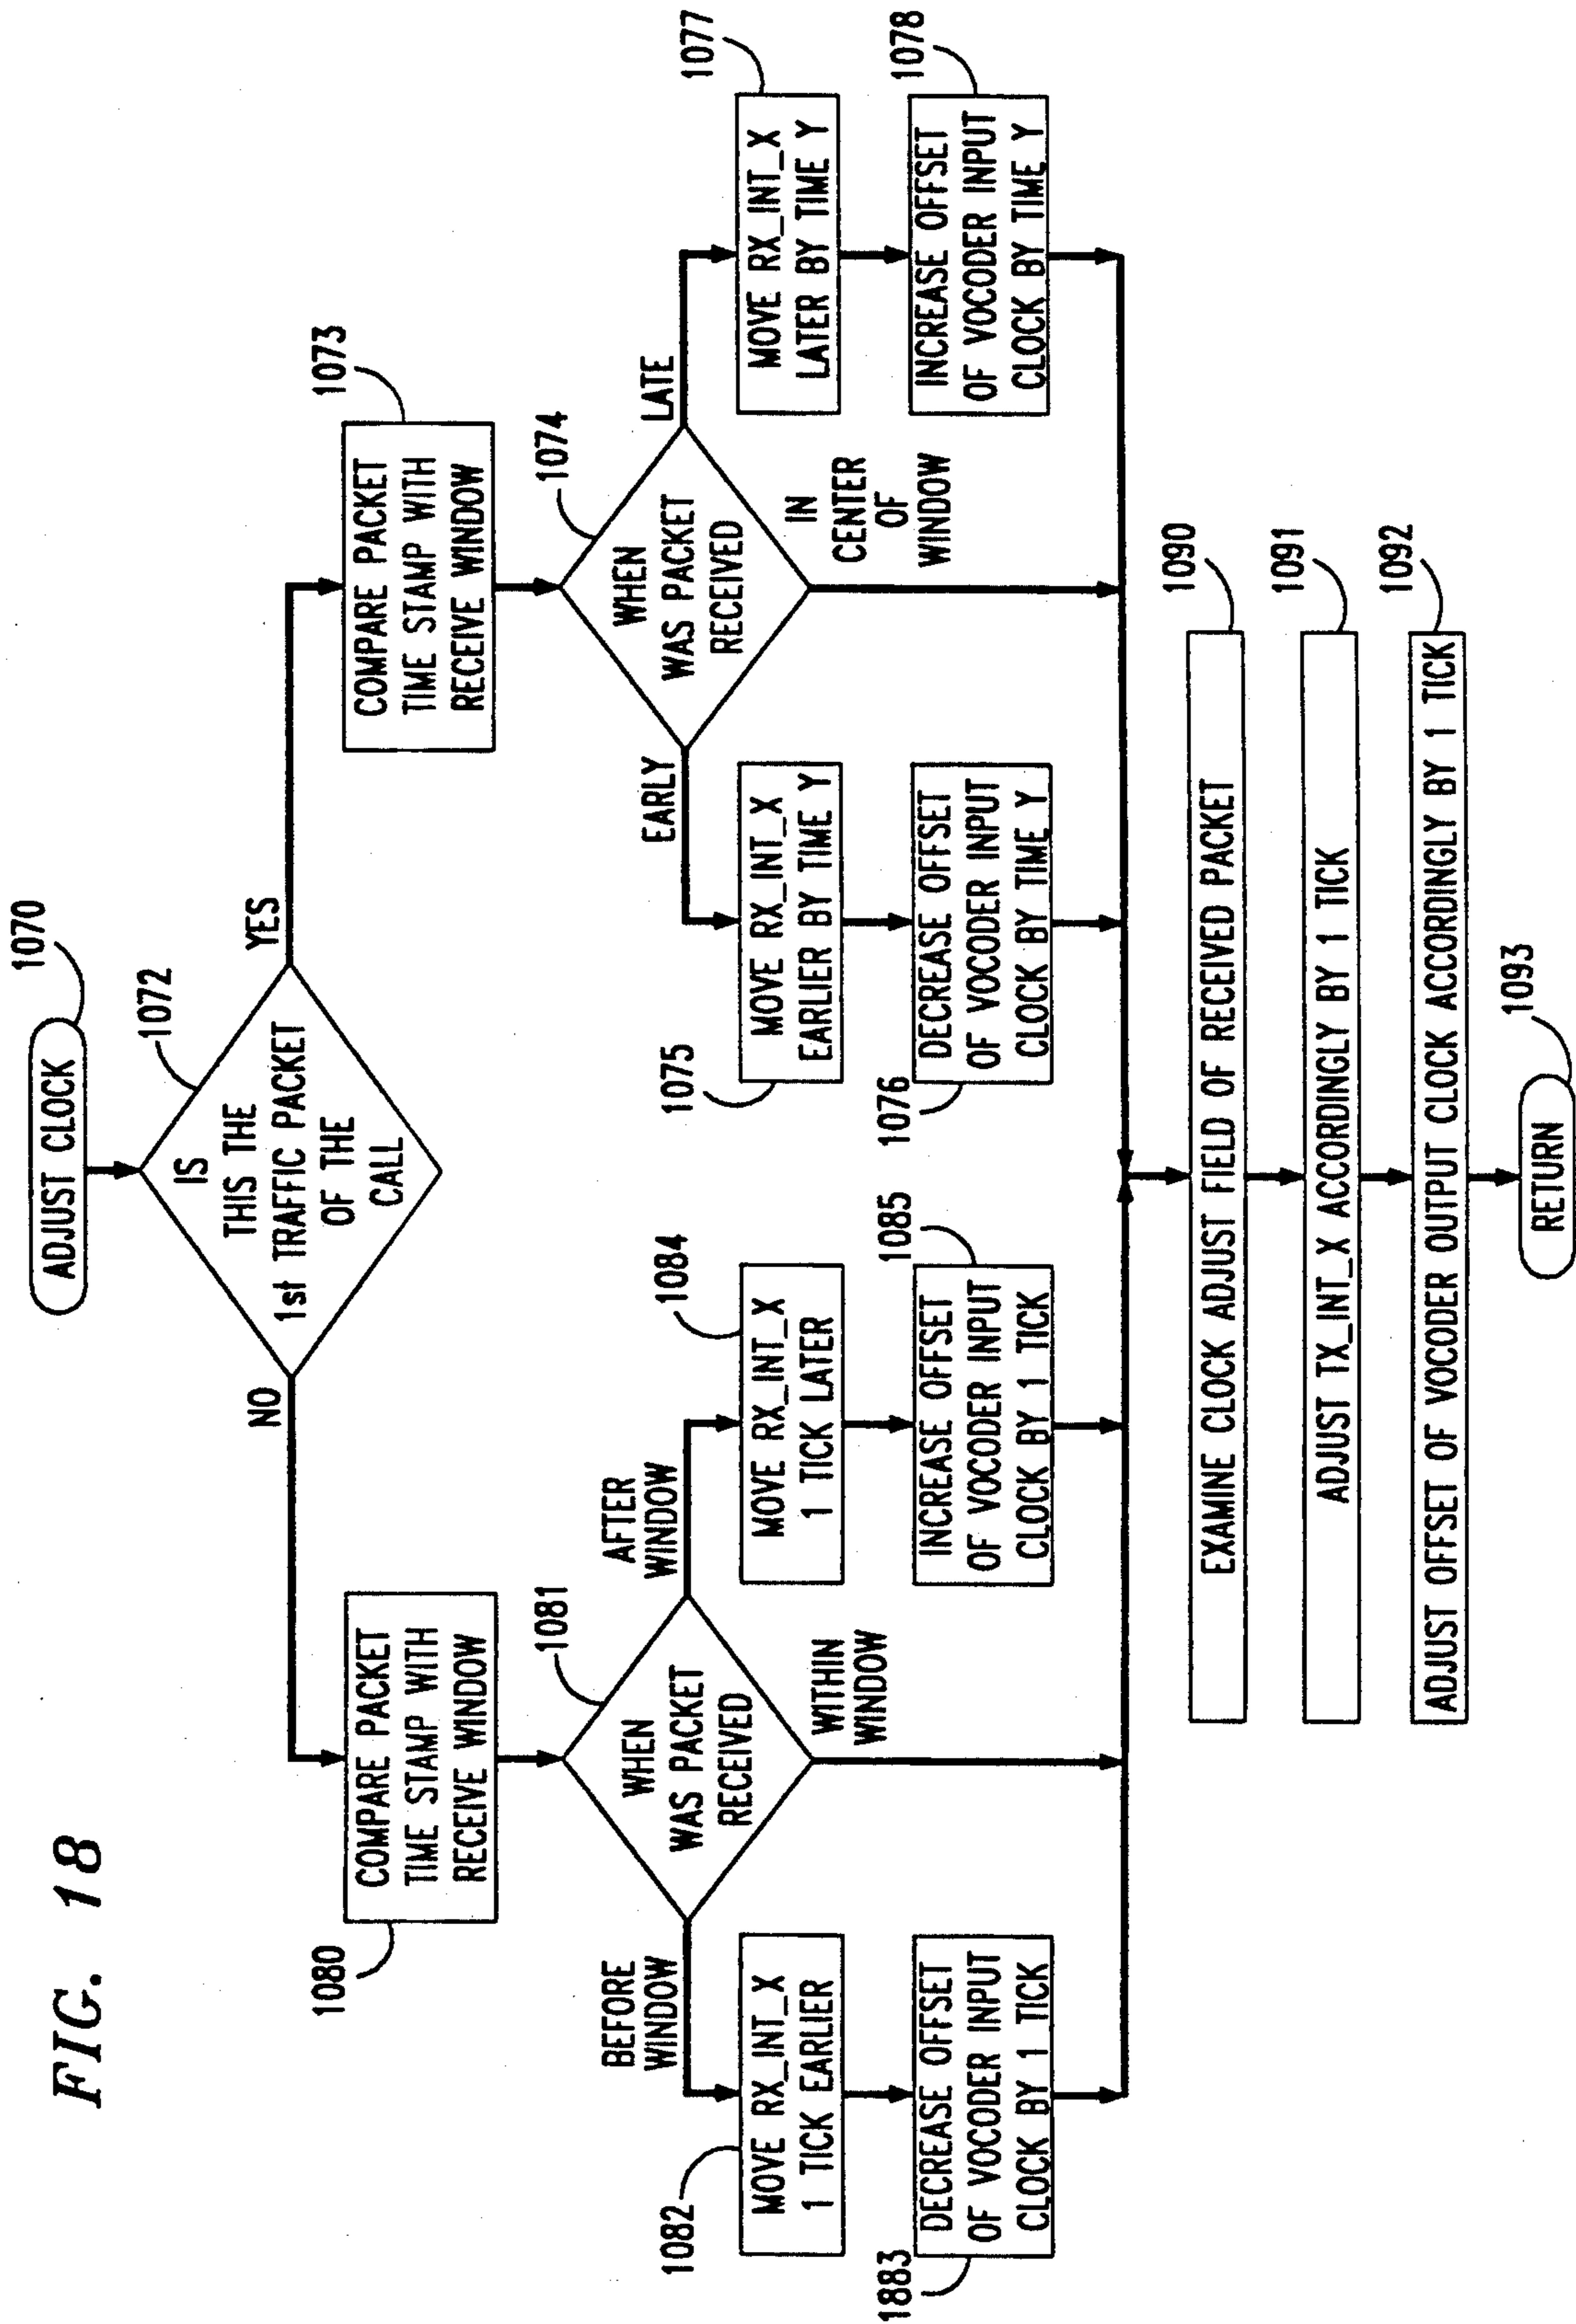 FIG. 18
ADJUST CLOCK
1070
IS
THIS THE
1st TRAFFIC PACKET
OF THE
CALL
1072
NO
YES
COMPARE PACKET
TIME STAMP WITH
RECEIVE WINDOW
1080
COMPARE PACKET
TIME STAMP WITH
RECEIVE WINDOW
1073
WHEN
WAS PACKET
RECEIVED
1081
BEFORE
WINDOW
AFTER
WINDOW
WITHIN
WINDOW
WHEN
WAS PACKET
RECEIVED
1074
EARLY
LATE
IN
CENTER
OF
WINDOW
MOVE RX_INT_X
1 TICK EARLIER
1082
MOVE RX_INT_X
1 TICK LATER
1084
MOVE RX_INT_X
EARLIER BY TIME Y
1075
MOVE RX_INT_X
LATER BY TIME Y
1077
DECREASE OFFSET
OF VOCODER INPUT
CLOCK BY 1 TICK
1883
INCREASE OFFSET
OF VOCODER INPUT
CLOCK BY 1 TICK
1085
DECREASE OFFSET
OF VOCODER INPUT
CLOCK BY TIME Y
1076
INCREASE OFFSET
OF VOCODER INPUT
CLOCK BY TIME Y
1078
EXAMINE CLOCK ADJUST FIELD OF RECEIVED PACKET
1090
ADJUST TX_INT_X ACCORDINGLY BY 1 TICK
1091
ADJUST OFFSET OF VOCODER OUTPUT CLOCK ACCORDINGLY BY 1 TICK
1092
RETURN
1093